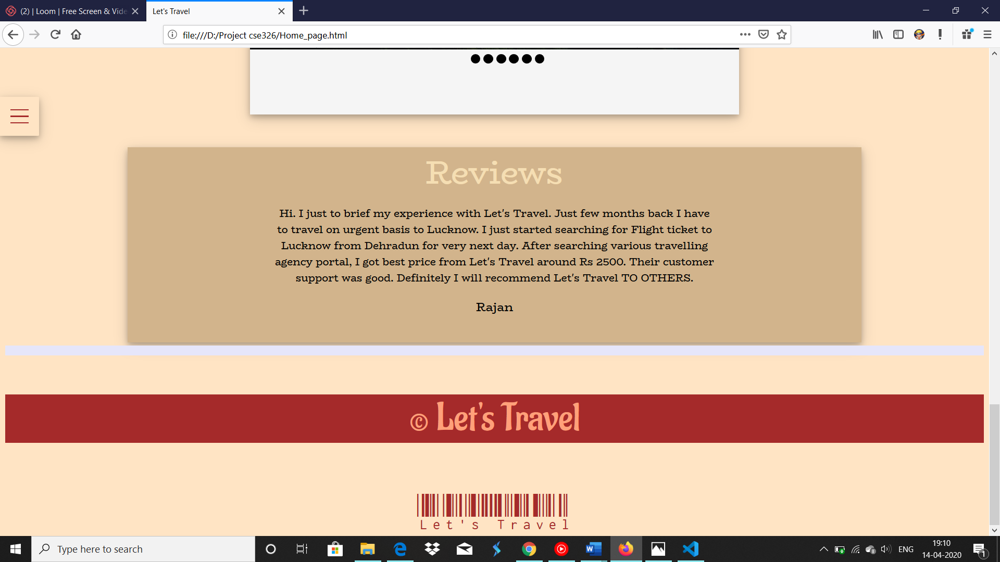 (2) | Loom | Free Screen & Vide
Let's Travel
file:///D:/Project cse326/Home_page.html
Reviews
Hi. I just to brief my experience with Let's Travel. Just few months back I have
to travel on urgent basis to Lucknow. I just started searching for Flight ticket to
Lucknow from Dehradun for very next day. After searching various travelling
agency portal, I got best price from Let's Travel around Rs 2500. Their customer
support was good. Definitely I will recommend Let's Travel TO OTHERS.
Rajan
© Let's Travel
Let's Travel
Type here to search
ENG
19:10
14-04-2020
1